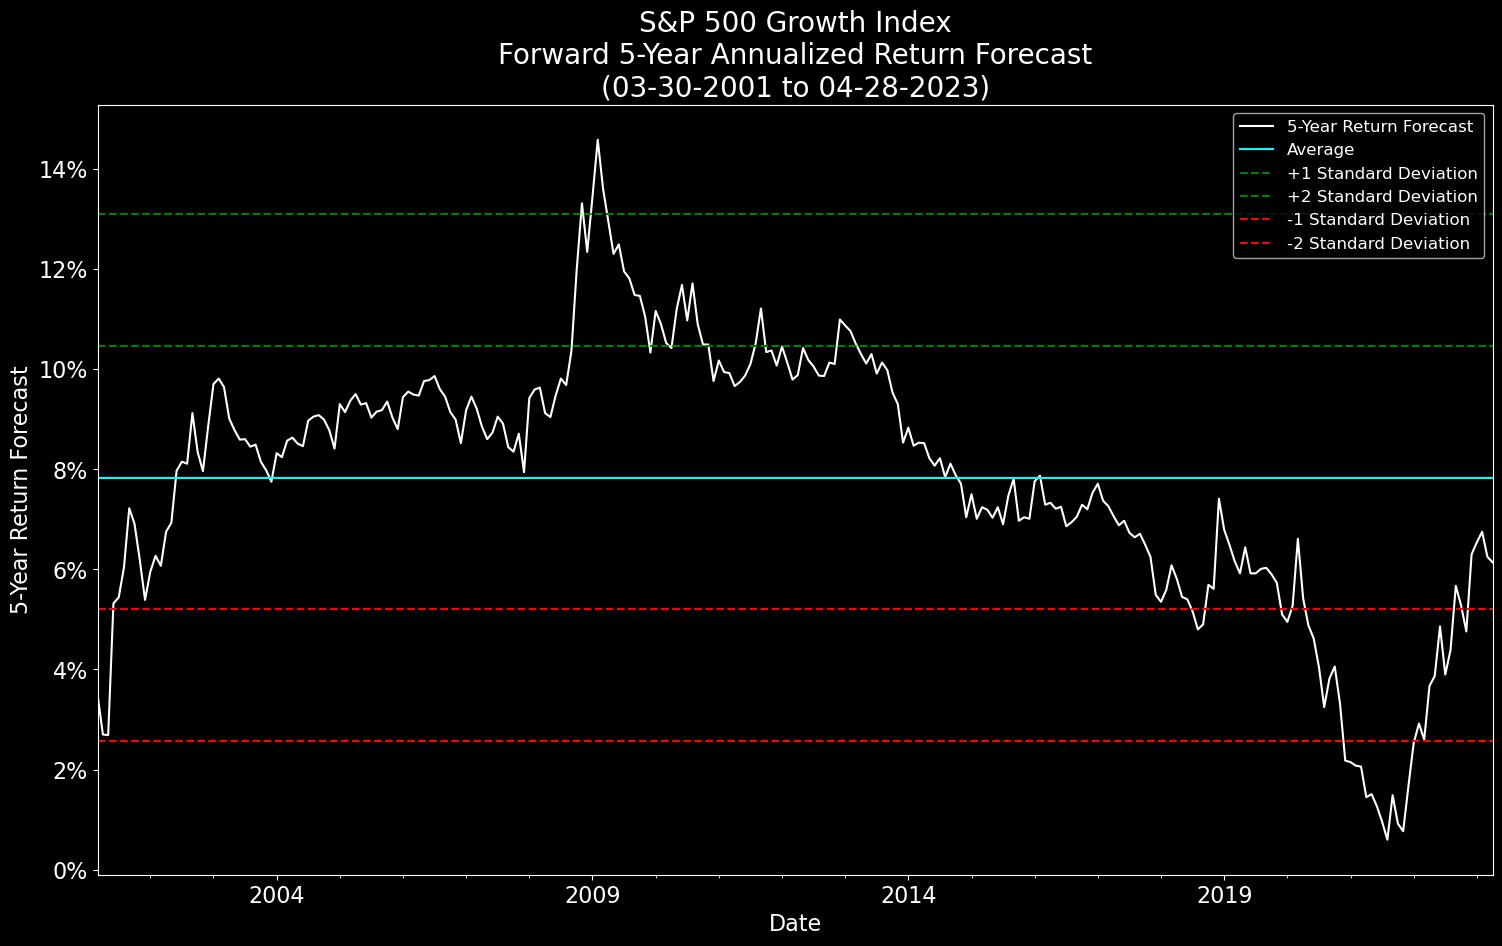 S&P 500 Growth Index
Forward 5-Year Annualized Return Forecast
(03-30-2001 to 04-28-2023)
5-Year Return Forecast
Average
+1 Standard Deviation
+2 Standard Deviation
-1 Standard Deviation
-2 Standard Deviation
5-Year Return Forecast
14%
12%
10%
8%
6%
4%
2%
0%
2004
2009
2014
2019
Date